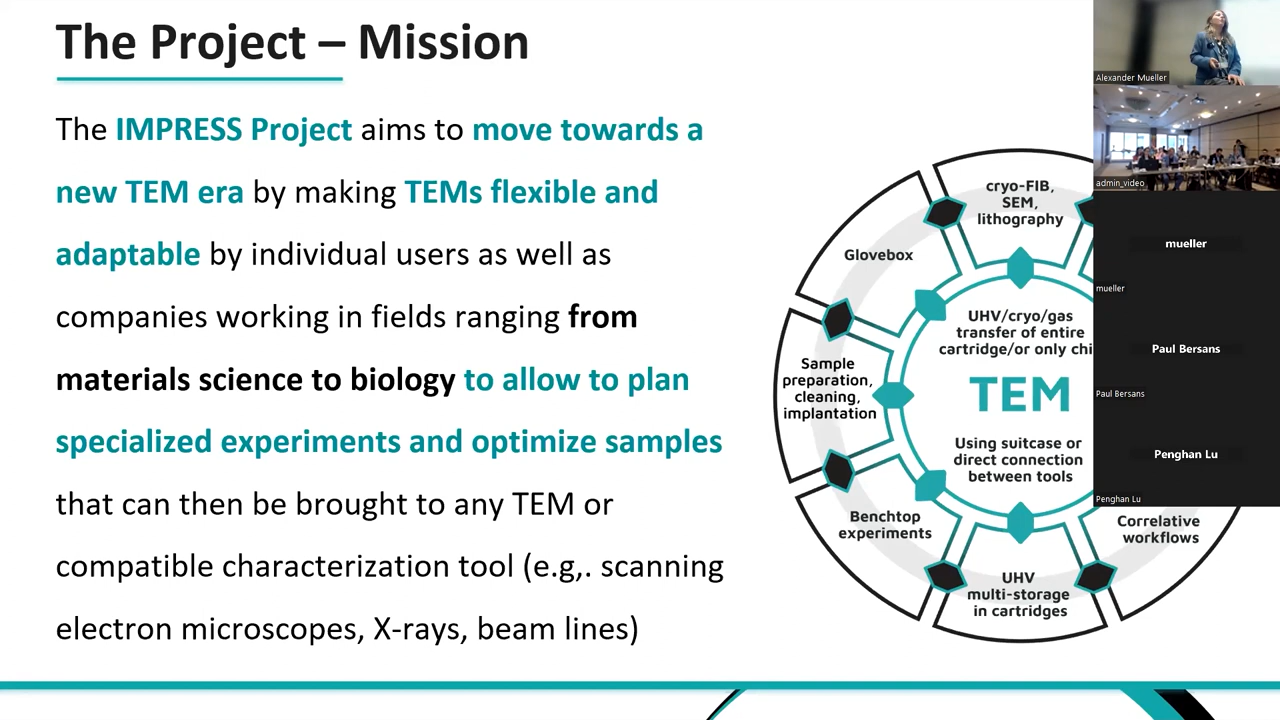 The Project – Mission
The IMPRESS Project aims to move towards a
new TEM era by making TEMs flexible and
adaptable by individual users as well as
companies working in fields ranging from
materials science to biology to allow to plan
specialized experiments and optimize samples
that can then be brought to any TEM or
compatible characterization tool (e.g,. scanning
electron microscopes, X-rays, beam lines)
cryo-FIB,
SEM,
lithography
Glovebox
Sample
preparation,
cleaning,
implantation
Benchtop
experiments
UHV
multi-storage
in cartridges
Correlative
workflows
UHV/cryo/gas
transfer of entire
cartridge/or only chi
TEM
Using suitcase or
direct connection
between tools
Alexander Mueller
admin_video
mueller
mueller
Paul Bersans
Paul Bersans
Penghan Lu
Penghan Lu